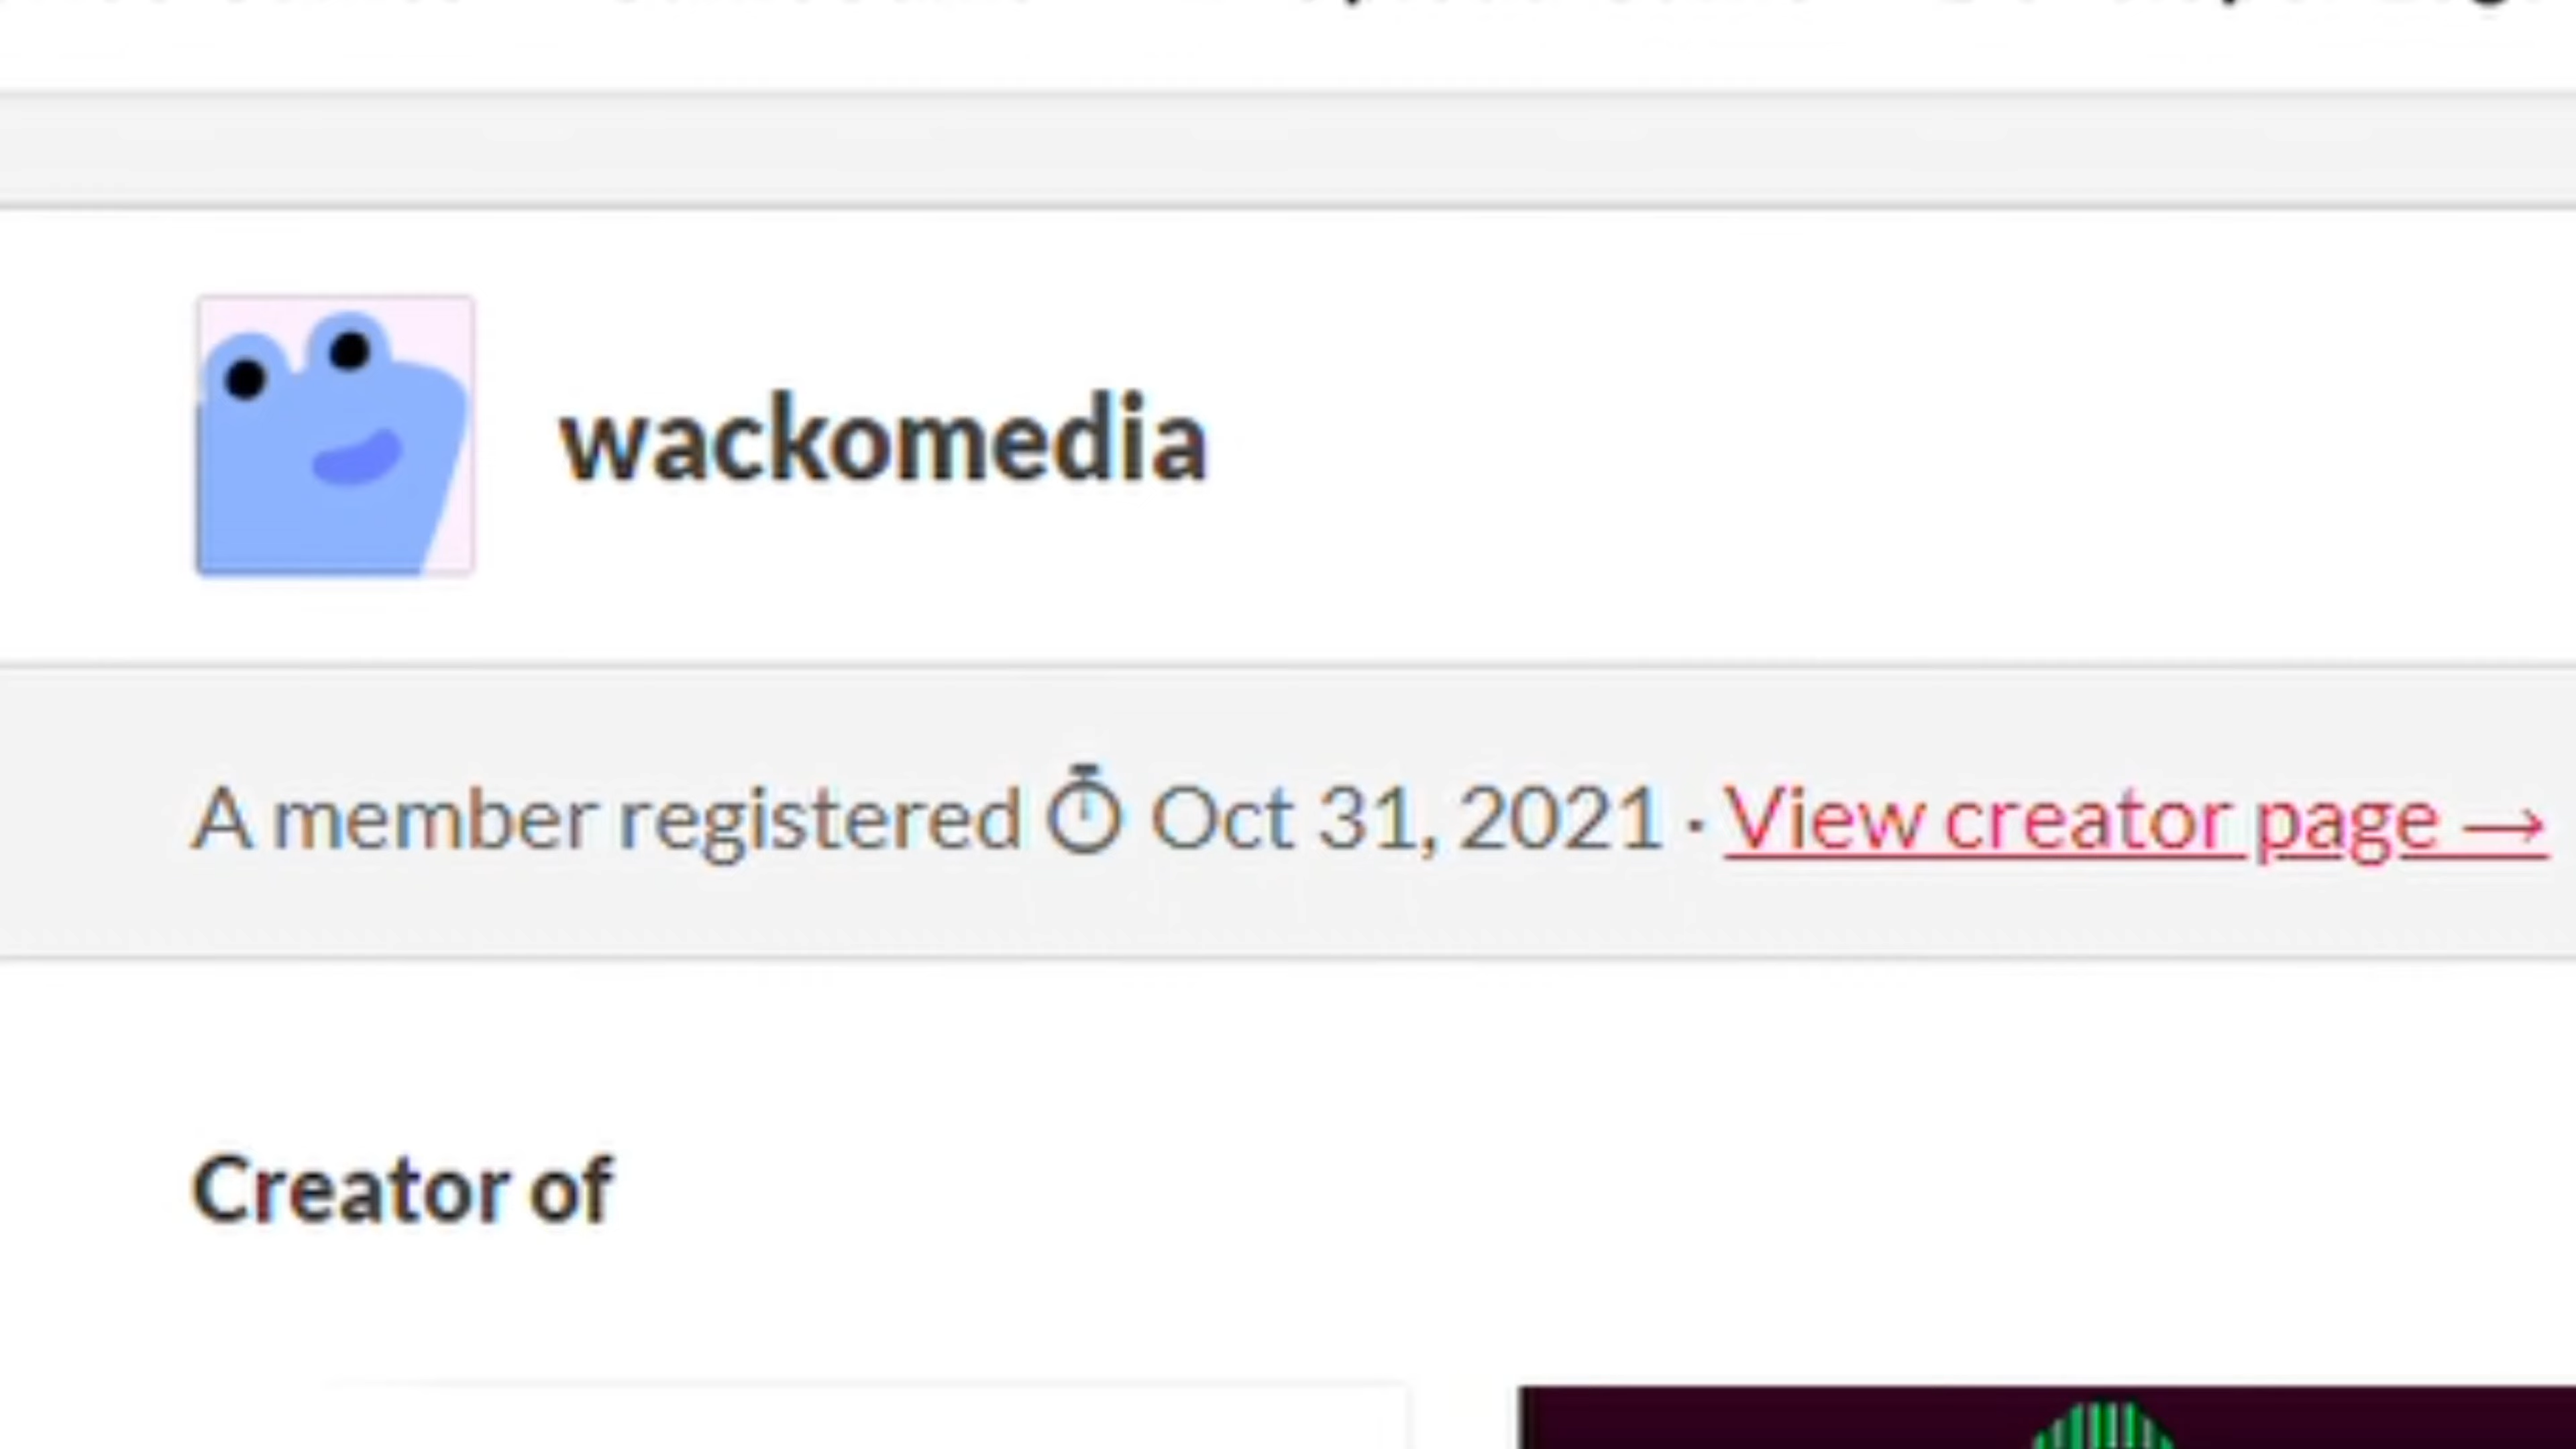 wackomedia
A member registered Oct 31, 2021 · View creator page →
Creator of